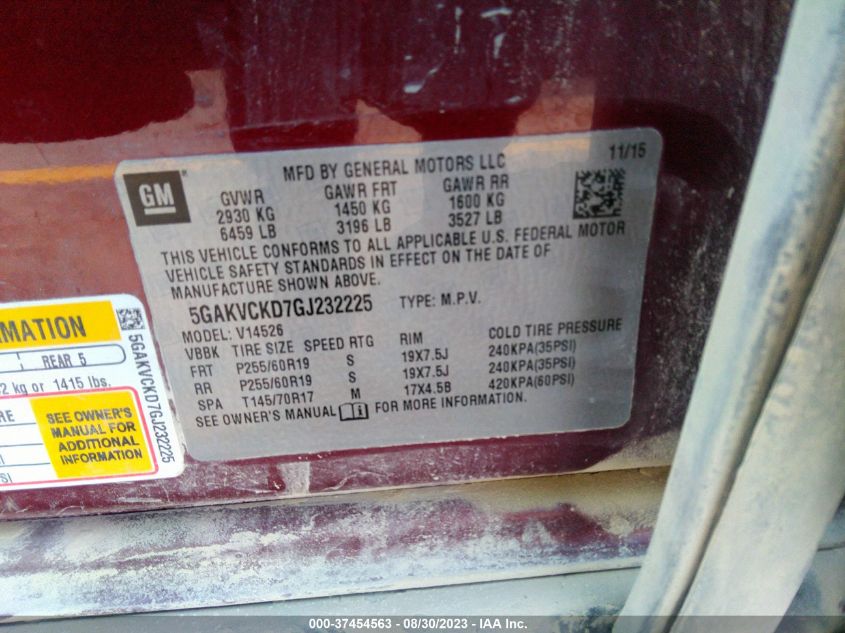 MFD BY GENERAL MOTORS LLC
11/15
GM
GVWR GAWR FRT GAWR RR
2930 KG 1450 KG 1600 KG
6459 LB 3196 LB 3527 LB
THIS VEHICLE CONFORMS TO ALL APPLICABLE U.S. FEDERAL MOTOR
VEHICLE SAFETY STANDARDS IN EFFECT ON THE DATE OF
MANUFACTURE SHOWN ABOVE.
5GAKVCKD7GJ232225 TYPE: M.P.V.
MODEL: V14526
VBBK TIRE SIZE SPEED RTG RIM COLD TIRE PRESSURE
FRT P255/60R19 S 19X7.5J 240KPA(35PSI)
RR P255/60R19 S 19X7.5J 240KPA(35PSI)
SPA T145/70R17 M 17X4.5B 420KPA(60PSI)
SEE OWNER'S MANUAL FOR MORE INFORMATION.
RMATION
REAR 5
2 kg or 1415 lbs.
RE
SEE OWNER'S
MANUAL FOR
ADDITIONAL
INFORMATION
SI
5GAKVCKD7GJ232225
000-37454563 - 08/30/2023 - IAA Inc.